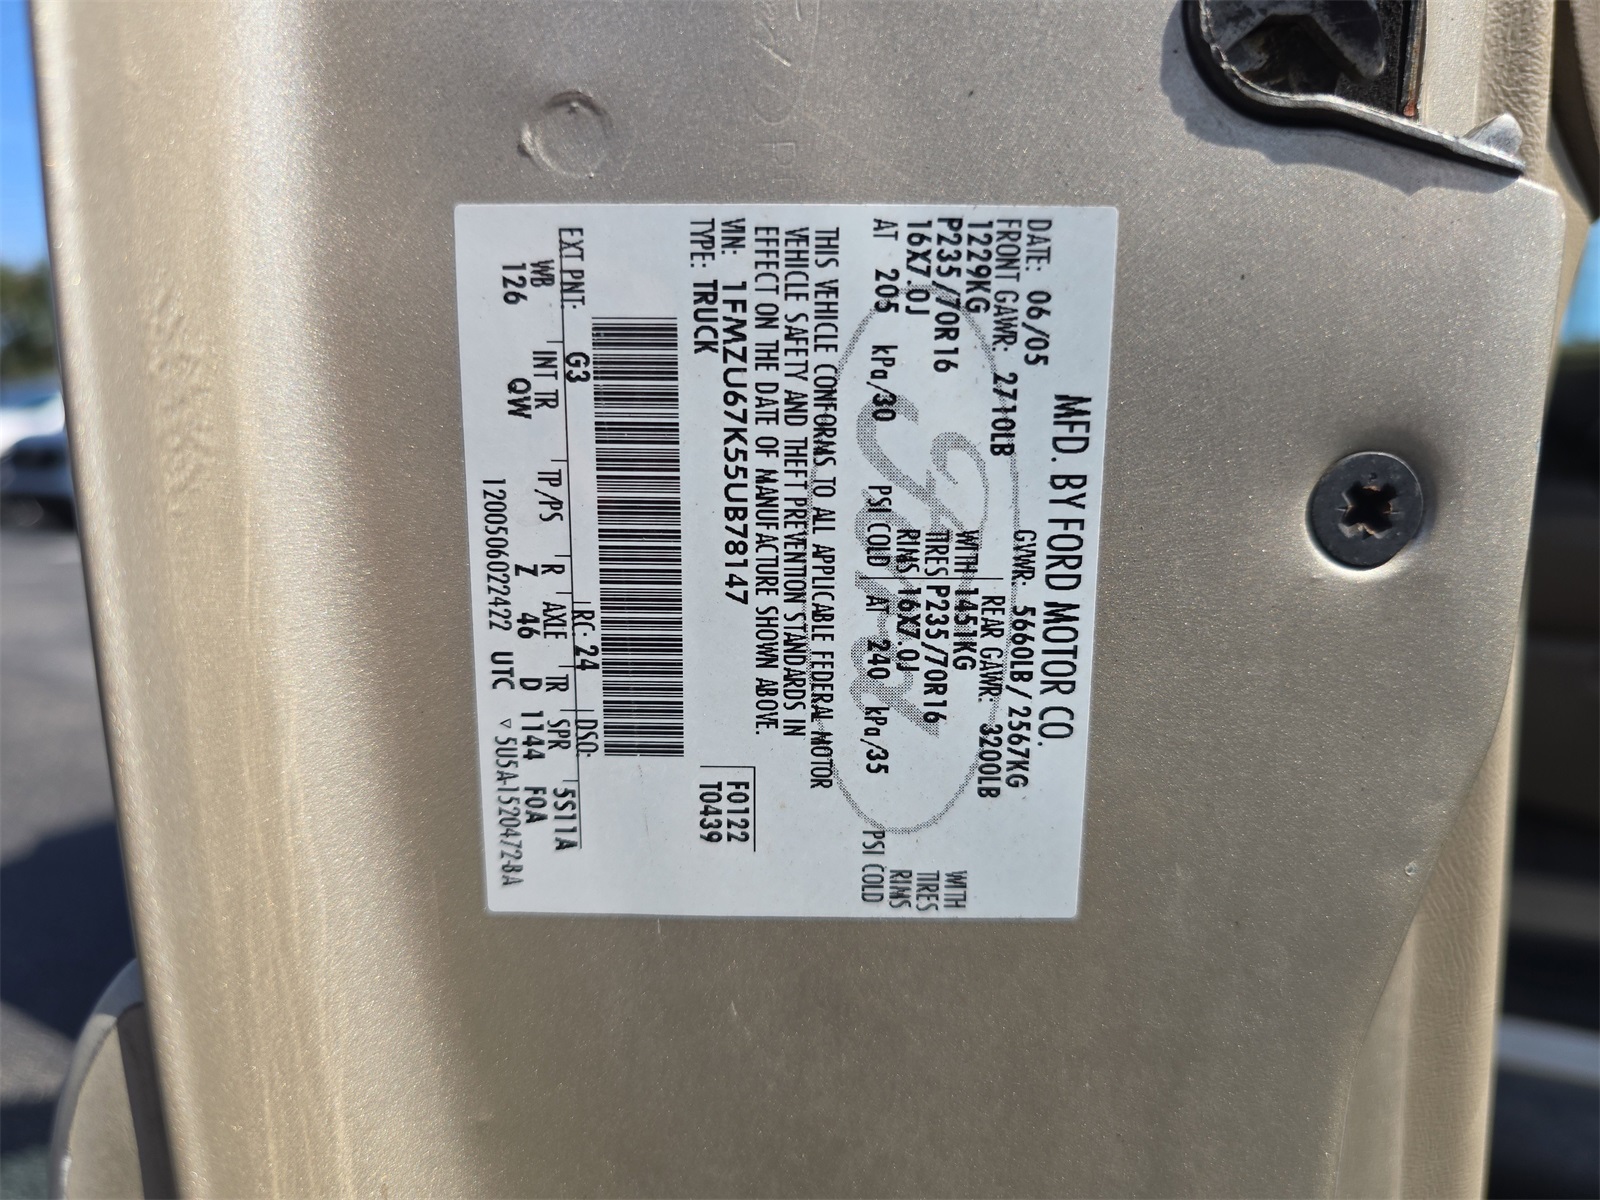 MFD. BY FORD MOTOR CO.
DATE: 06/05 GVWR: 5660LB / 2567KG
FRONT GAWR: 2710LB REAR GAWR: 3200LB
1229KG WITH 1451KG WITH
P235/70R16 TIRES P235/70R16 TIRES
16X7.0J RIMS 16X7.0J RIMS
AT 205 kPa/30 PSI COLD AT 240 kPa/35 PSI COLD
THIS VEHICLE CONFORMS TO ALL APPLICABLE FEDERAL MOTOR
VEHICLE SAFETY AND THEFT PREVENTION STANDARDS IN
EFFECT ON THE DATE OF MANUFACTURE SHOWN ABOVE.
VIN: 1FMZU67K55UB78147 F0122
TYPE: TRUCK T0439
EXT PNT: G3 RC: 24 DSO:
WB INT TR TP/PS R AXLE TR SPR 5S11A
126 QW Z 46 D 1144 F0A
1200506022422 UTC ▽ 5U5A-1520472-BA
Ford